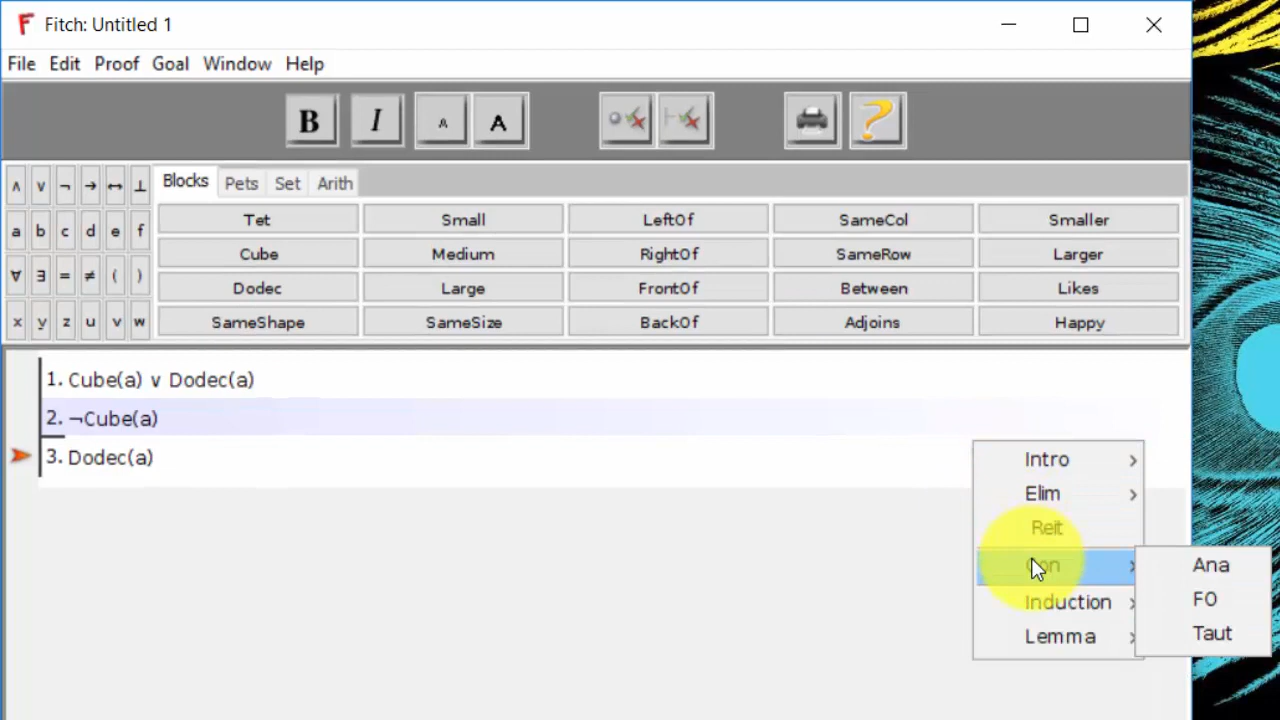 Fitch: Untitled 1
File Edit Proof Goal Window Help
B I A A
∧ ∨ ¬ → ↔ ⊥ Blocks Pets Set Arith
a b c d e f Tet Small LeftOf SameCol Smaller
∀ ∃ = ≠ ( ) Cube Medium RightOf SameRow Larger
Dodec Large FrontOf Between Likes
x y z u v w SameShape SameSize BackOf Adjoins Happy
1. Cube(a) ∨ Dodec(a)
2. ¬Cube(a)
3. Dodec(a)
Intro
Elim
Reit
Con
Induction
Lemma
Ana
FO
Taut